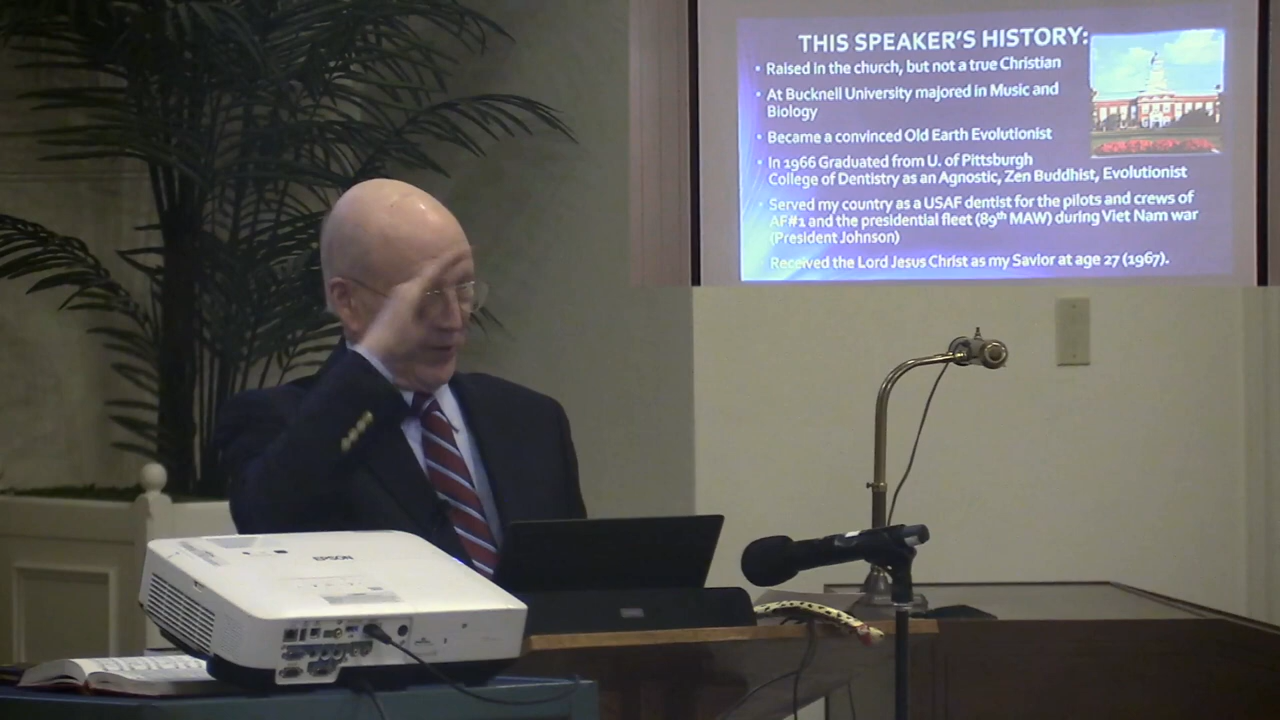 THIS SPEAKER'S HISTORY:
• Raised in the church, but not a true Christian
• At Bucknell University majored in Music and
Biology
• Became a convinced Old Earth Evolutionist
• In 1966 Graduated from U. of Pittsburgh
College of Dentistry as an Agnostic, Zen Buddhist, Evolutionist
• Served my country as a USAF dentist for the pilots and crews of
AF#1 and the presidential fleet (89th MAW) during Viet Nam war
(President Johnson)
Received the Lord Jesus Christ as my Savior at age 27 (1967).
EPSON